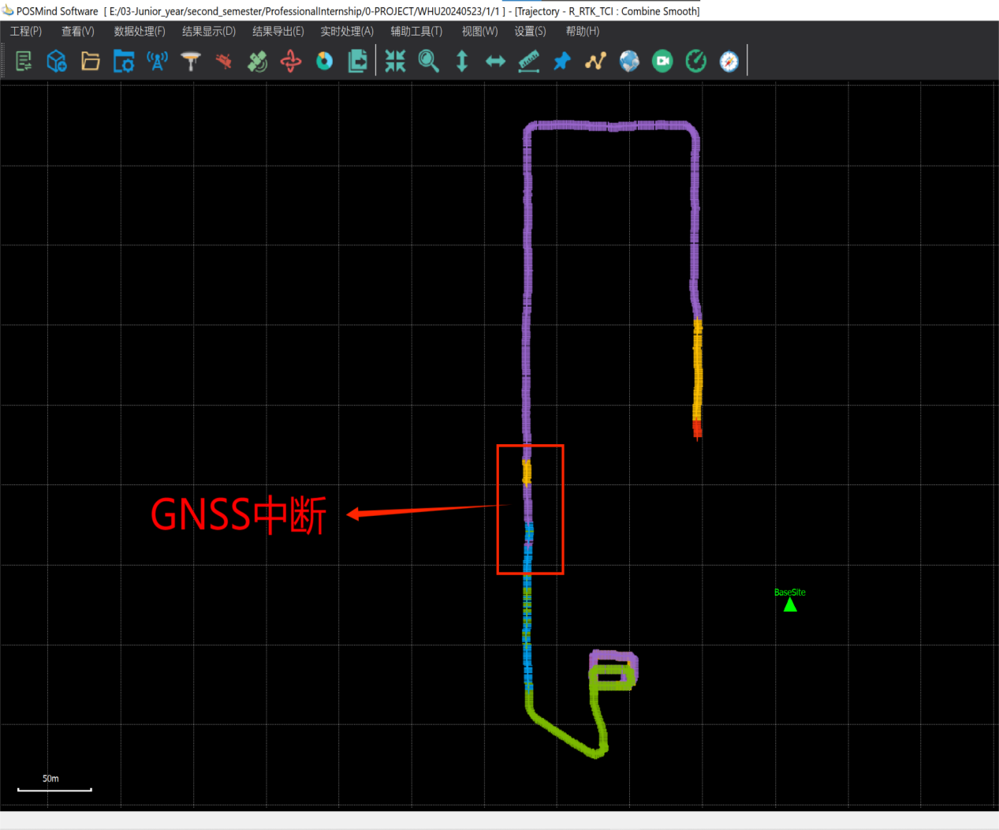 POSMind Software [ E:/03-Junior_year/second_semester/ProfessionalInternship/0-PROJECT/WHU20240523/1/1 ] - [Trajectory - R_RTK_TCI : Combine Smooth]
工程(P) 查看(V) 数据处理(F) 结果显示(D) 结果导出(E) 实时处理(A) 辅助工具(T) 视图(W) 设置(S) 帮助(H)
GNSS中断
BaseSite
50m